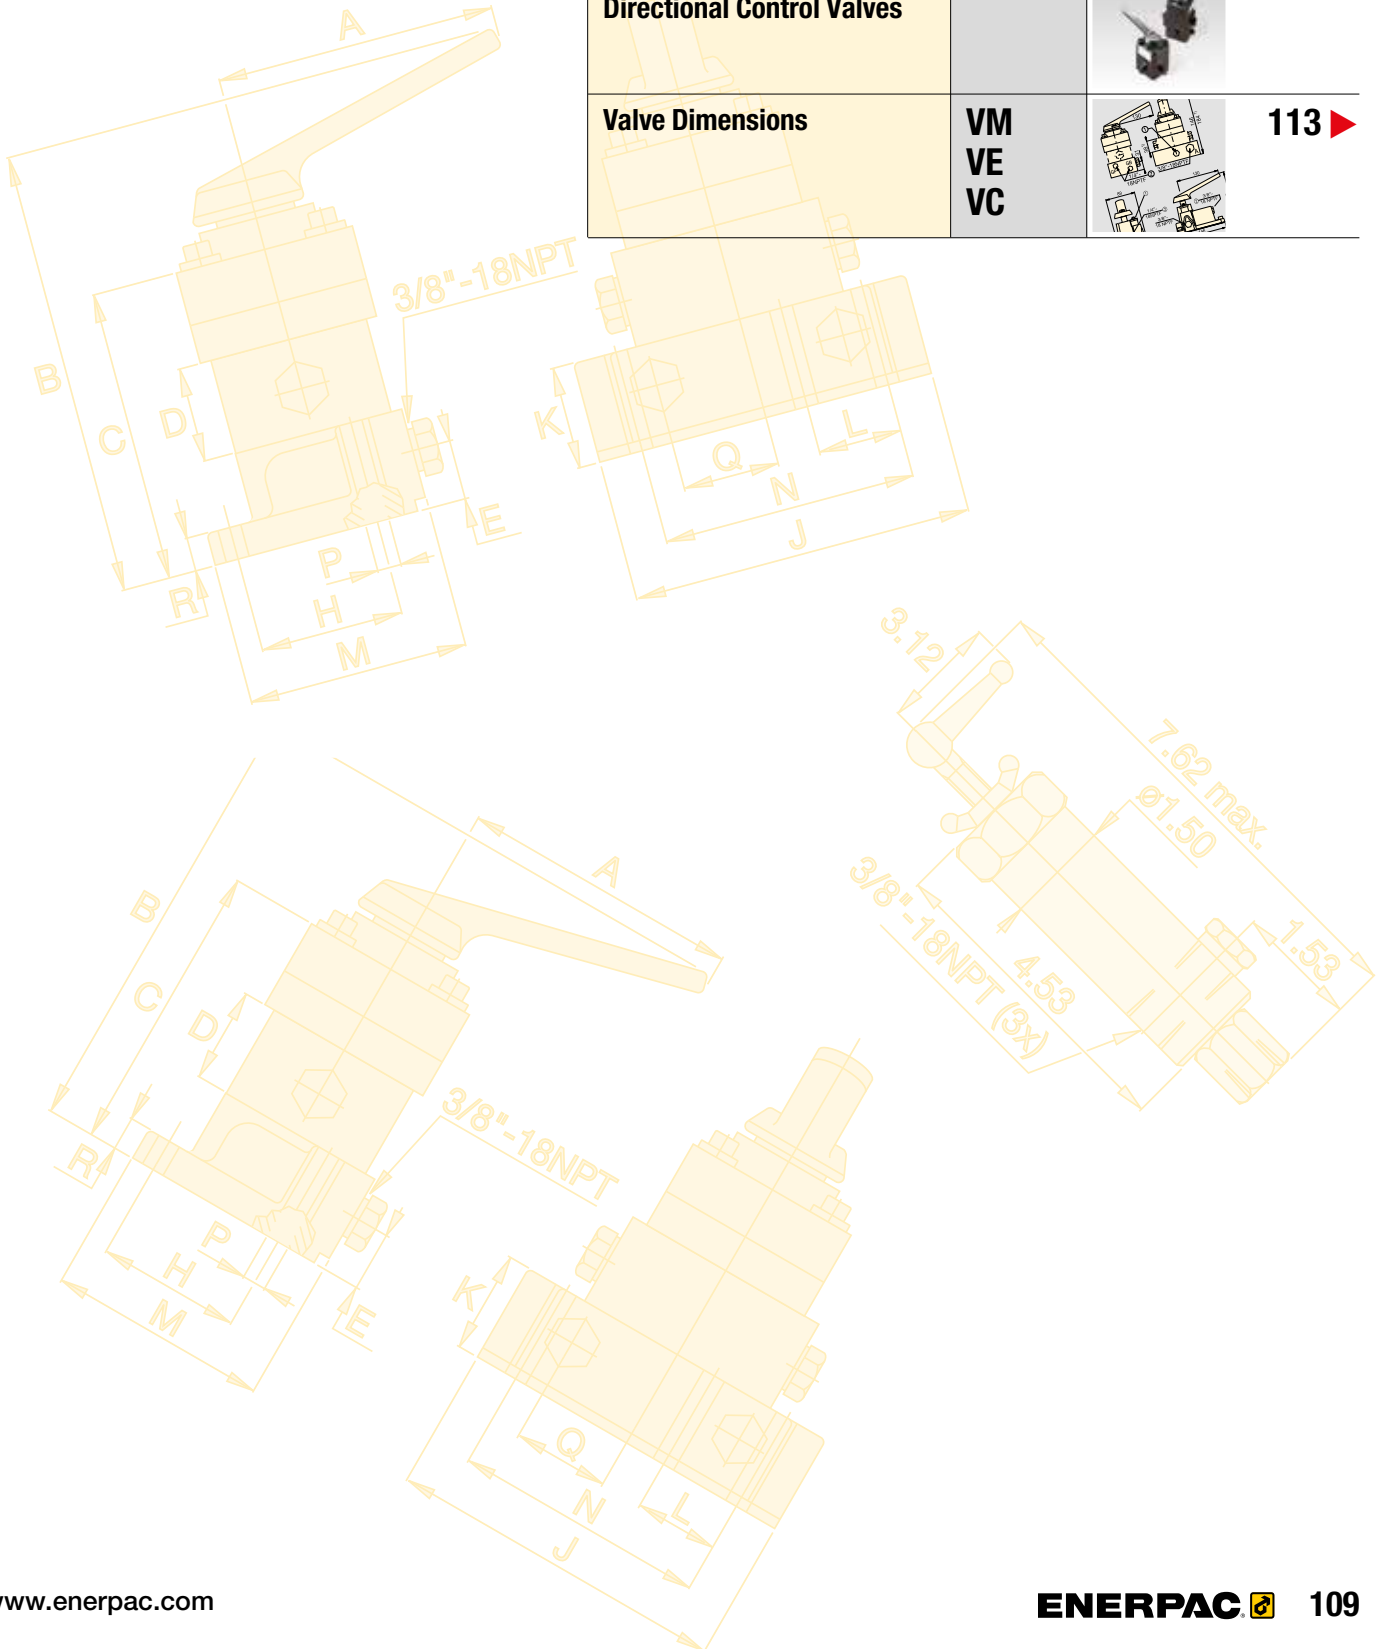 Directional Control Valves
Valve Dimensions
VM
VE
VC
113
A
B
C
D
3/8"-18NPT
E
P
H
M
R
K
Q
L
N
J
3.12
7.62 max.
ø1.50
3/8"-18NPT (3x)
4.53
1.53
A
B
C
D
R
3/8"-18NPT
P
H
M
E
K
Q
N
L
J
www.enerpac.com
ENERPAC
109